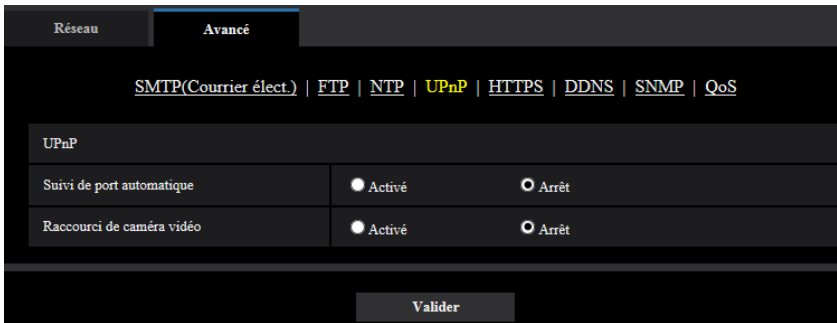 Réseau Avancé
SMTP(Courrier élect.) | FTP | NTP | UPnP | HTTPS | DDNS | SNMP | QoS
UPnP
Suivi de port automatique Activé Arrêt
Raccourci de caméra vidéo Activé Arrêt
Valider